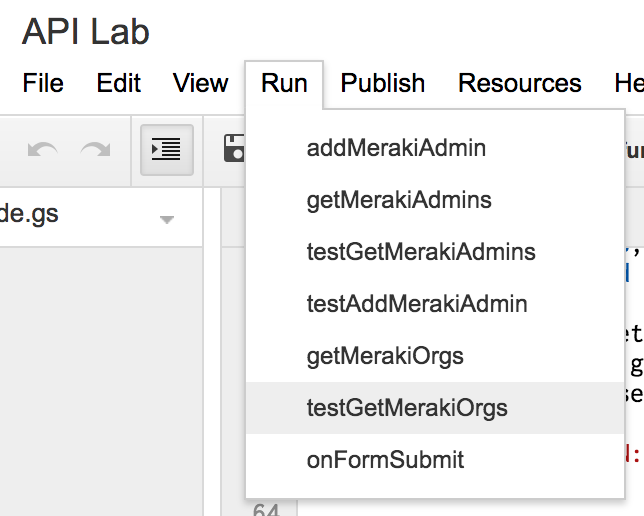 API Lab
File Edit View Run Publish Resources He
addMerakiAdmin
de.gs
getMerakiAdmins
testGetMerakiAdmins
testAddMerakiAdmin
getMerakiOrgs
testGetMerakiOrgs
onFormSubmit
64